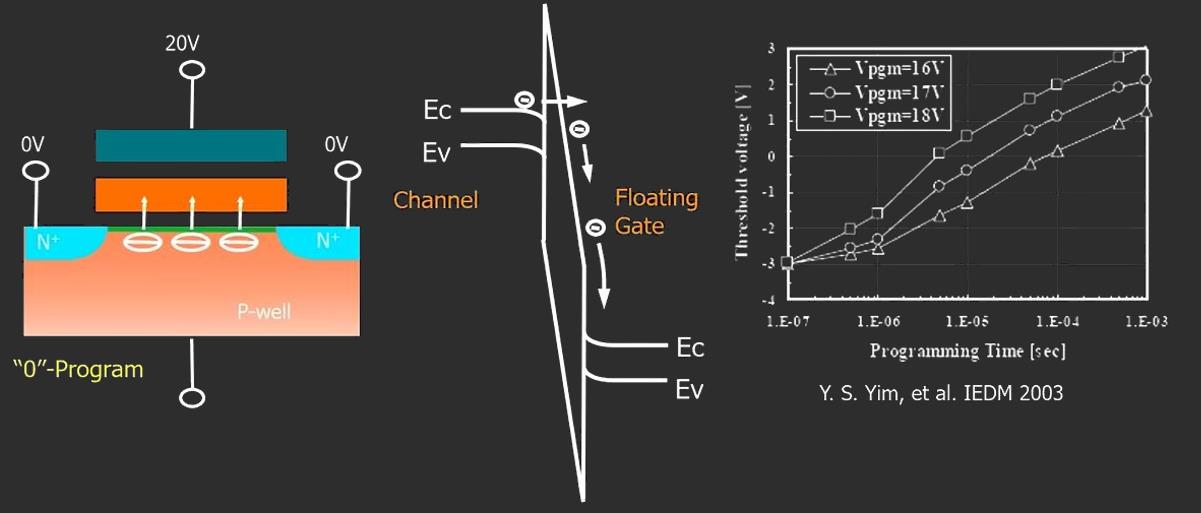 20V
0V
0V
N⁺
N⁺
P-well
“0”-Program
Ec
Ev
Channel
Floating
Gate
Ec
Ev
Threshold voltage [V]
3
2
1
0
-1
-2
-3
-4
Vpgm=16V
Vpgm=17V
Vpgm=18V
1.E-07
1.E-06
1.E-05
1.E-04
1.E-03
Programming Time [sec]
Y. S. Yim, et al. IEDM 2003